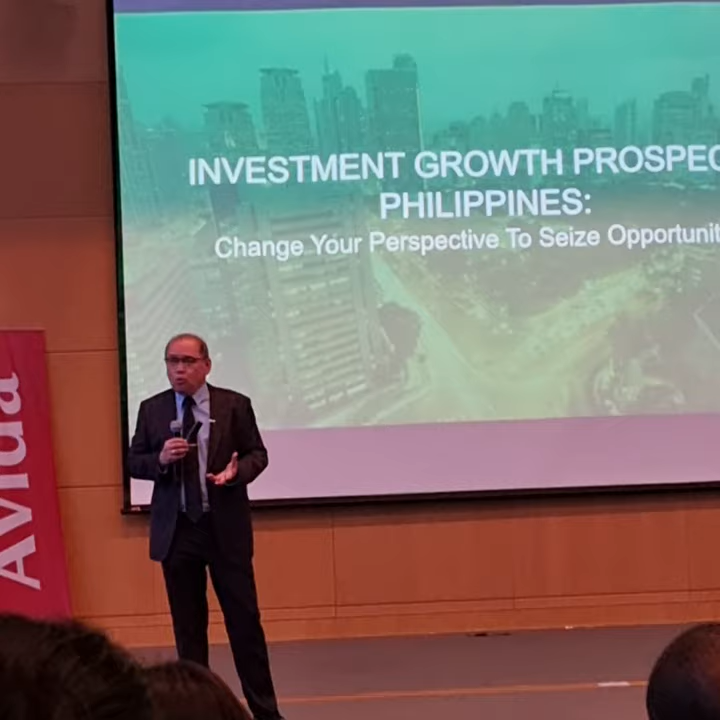 INVESTMENT GROWTH PROSPEC
PHILIPPINES:
Change Your Perspective To Seize Opportunit
Avida